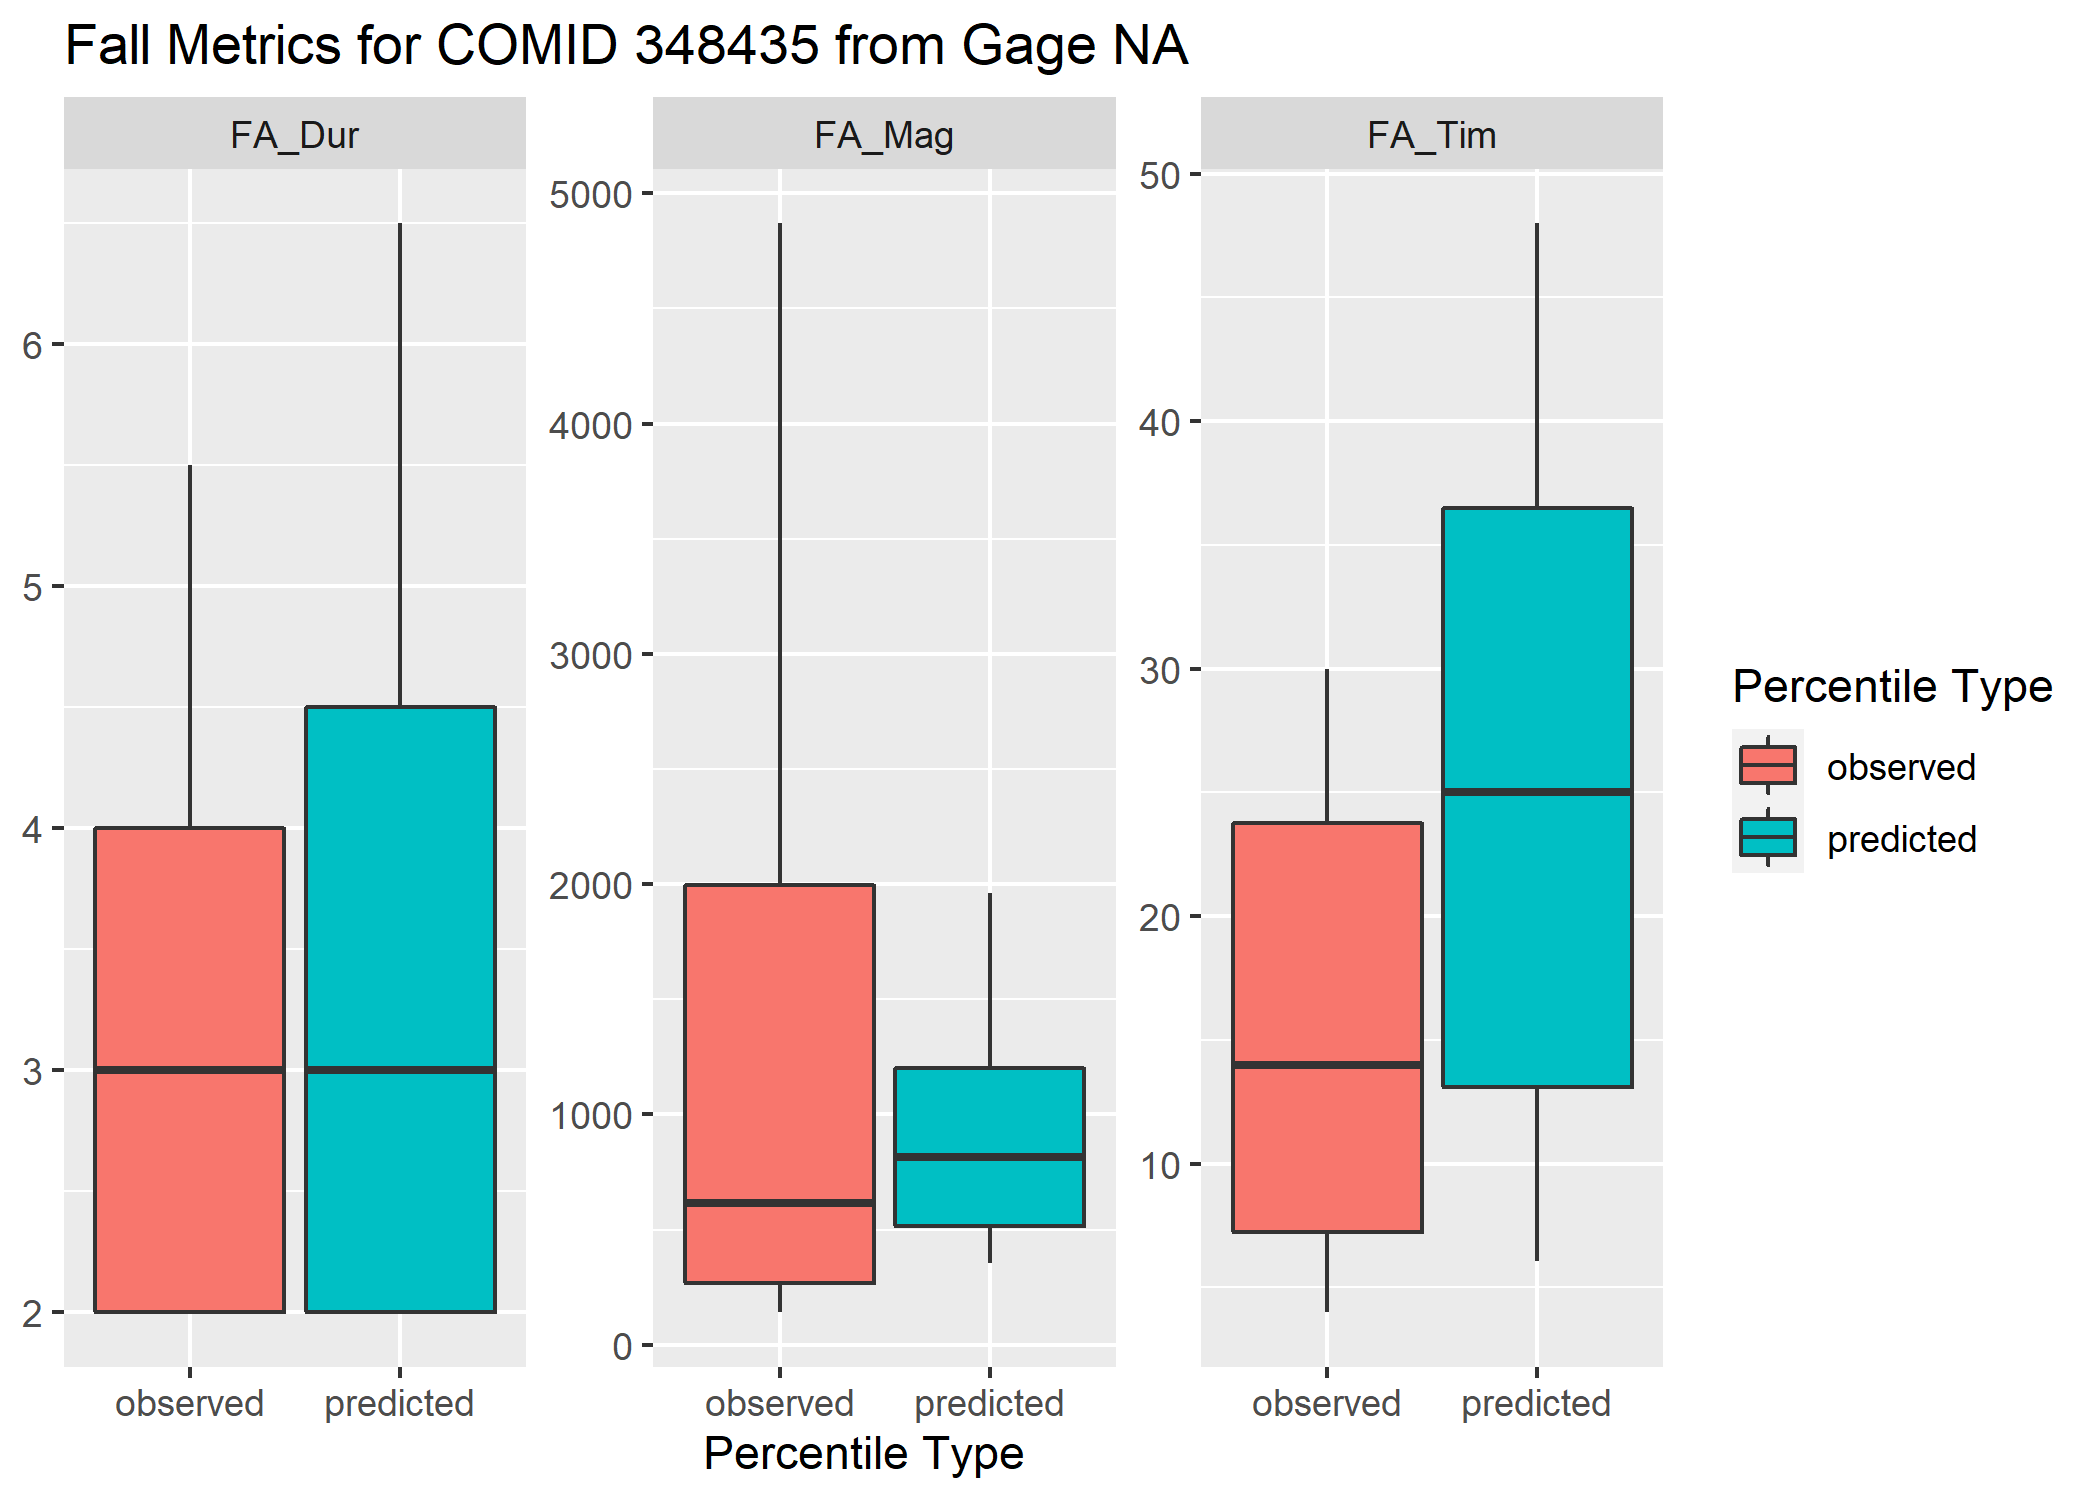 Fall Metrics for COMID 348435 from Gage NA
FA_Dur
FA_Mag
FA_Tim
6
5
4
3
2
5000
4000
3000
2000
1000
0
50
40
30
20
10
observed predicted
observed predicted
observed predicted
Percentile Type
Percentile Type
observed
predicted